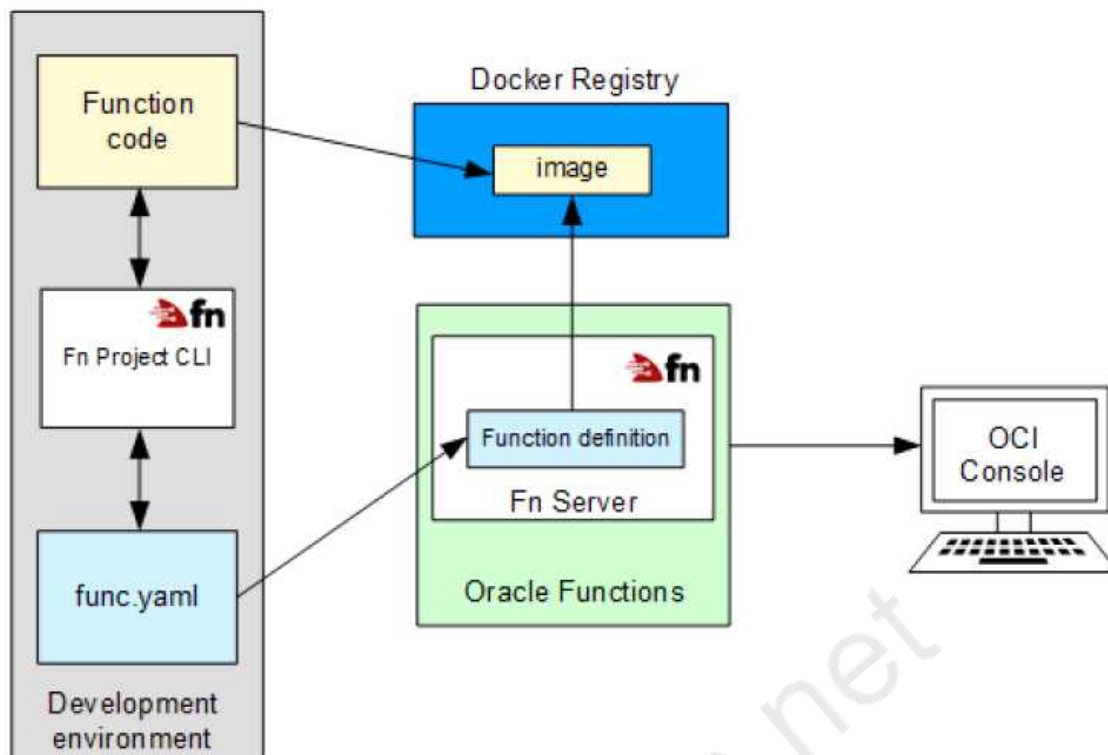 Function
code
fn
Fn Project CLI
func.yaml
Development
environment
Docker Registry
image
fn
Function definition
Fn Server
Oracle Functions
OCI
Console
net